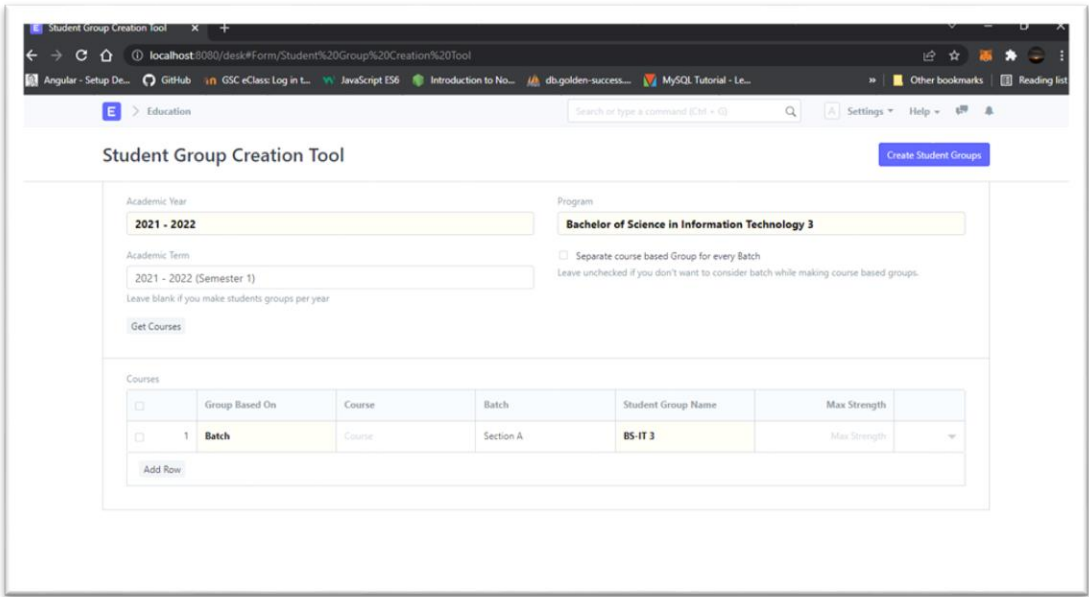 Student Group Creation Tool
localhost:8080/desk#Form/Student%20Group%20Creation%20Tool
Angular - Setup De... GitHub GSC eClass: Log in t... JavaScript ES6 Introduction to No... db.golden-success.... MySQL Tutorial - Le... » Other bookmarks Reading list
E > Education Search or type a command (Ctrl + G) A Settings Help
Student Group Creation Tool Create Student Groups
Academic Year Program
2021 - 2022 Bachelor of Science in Information Technology 3
Academic Term Separate course based Group for every Batch
2021 - 2022 (Semester 1) Leave unchecked if you don't want to consider batch while making course based groups.
Leave blank if you make students groups per year
Get Courses
Courses
Group Based On Course Batch Student Group Name Max Strength
1 Batch Course Section A BS-IT 3 Max Strength
Add Row